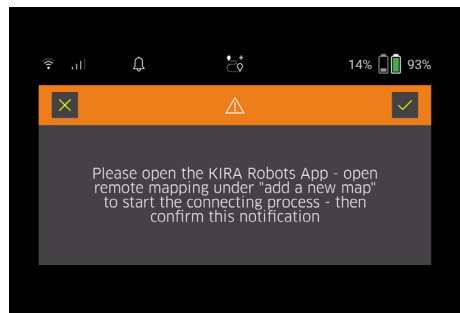 14% 93%
Please open the KIRA Robots App - open
remote mapping under "add a new map"
to start the connecting process - then
confirm this notification